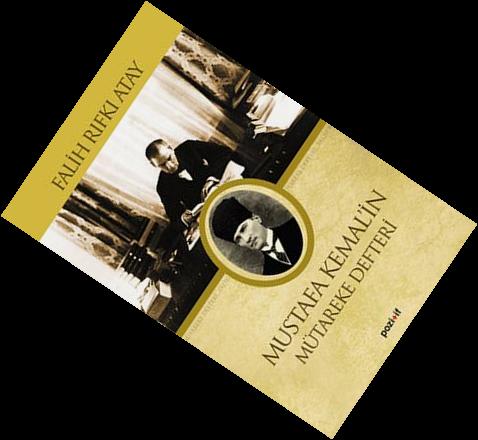 FALİH RIFKI ATAY
MUSTAFA KEMAL'İN
MÜTAREKE DEFTERİ
pozitif